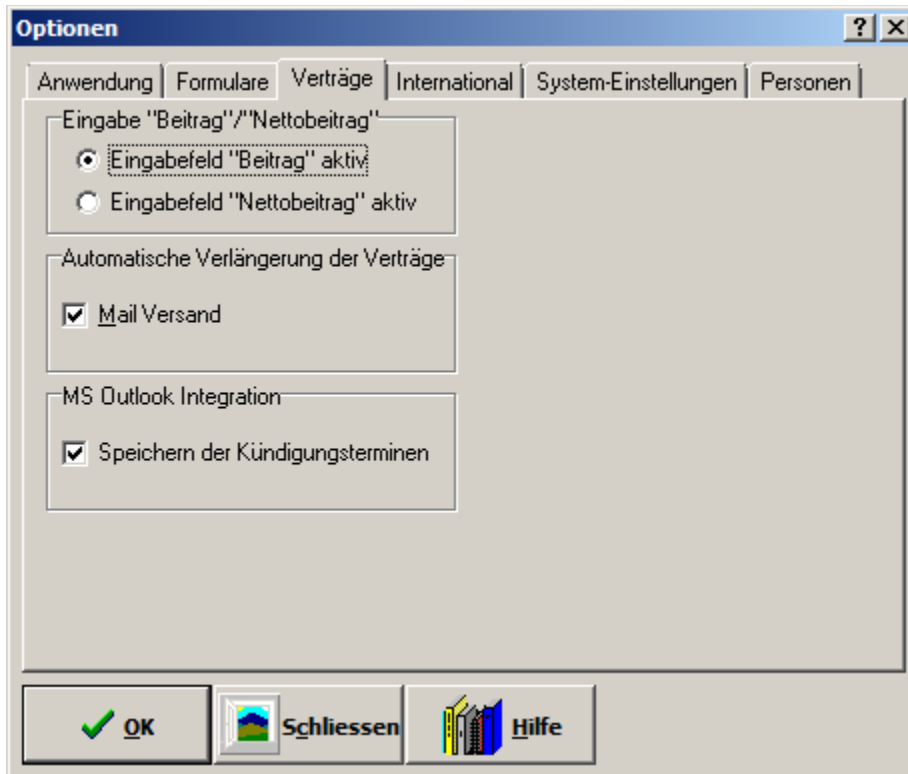 Optionen
Anwendung Formulare Verträge International System-Einstellungen Personen
Eingabe "Beitrag"/"Nettobeitrag"
Eingabefeld "Beitrag" aktiv
Eingabefeld "Nettobeitrag" aktiv
Automatische Verlängerung der Verträge
Mail Versand
MS Outlook Integration
Speichern der Kündigungsterminen
OK Schliessen Hilfe